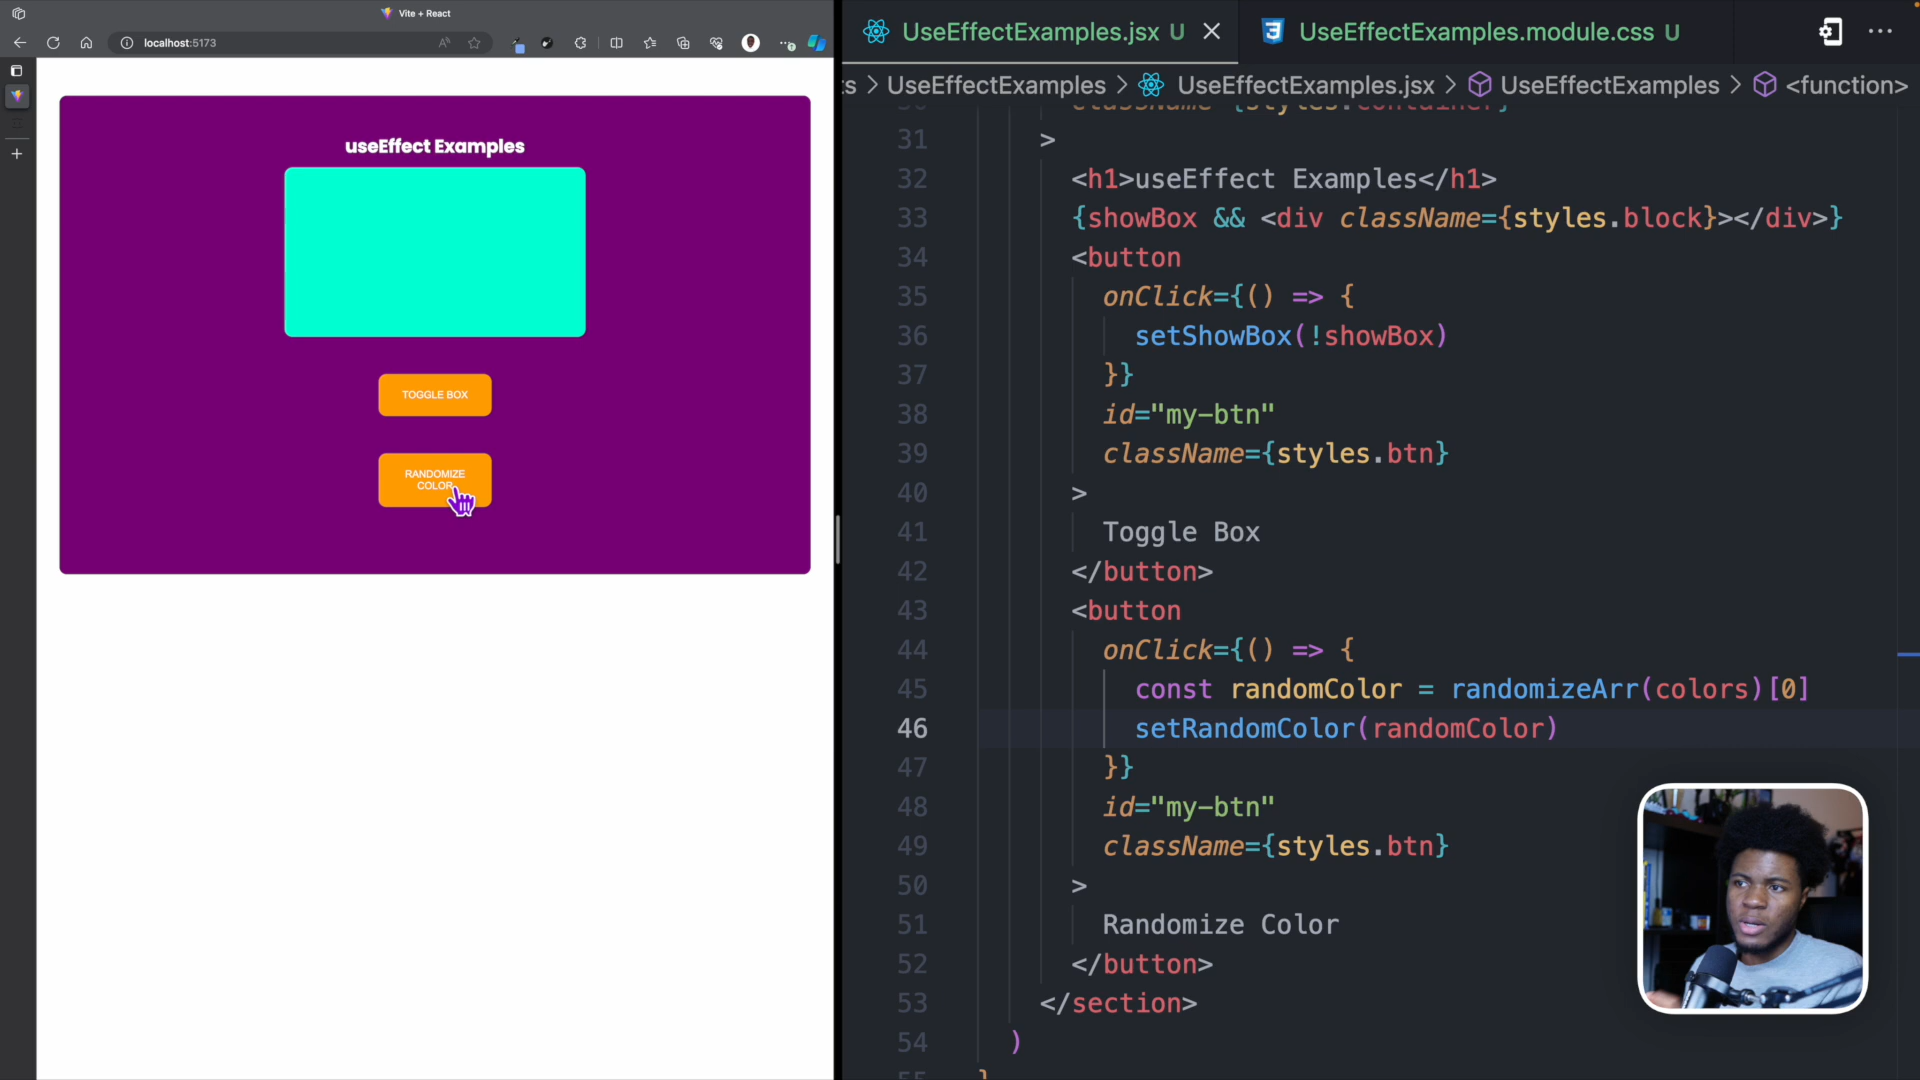 Vite + React
localhost:5173
useEffect Examples
TOGGLE BOX
RANDOMIZE
COLOR
UseEffectExamples.jsx U
UseEffectExamples.module.css U
ts > UseEffectExamples > UseEffectExamples.jsx > UseEffectExamples > <function>
className={styles.container}
31 >
32 <h1>useEffect Examples</h1>
33 {showBox && <div className={styles.block}></div>}
34 <button
35 onClick={() => {
36 setShowBox(!showBox)
37 }}
38 id="my-btn"
39 className={styles.btn}
40 >
41 Toggle Box
42 </button>
43 <button
44 onClick={() => {
45 const randomColor = randomizeArr(colors)[0]
46 setRandomColor(randomColor)
47 }}
48 id="my-btn"
49 className={styles.btn}
50 >
51 Randomize Color
52 </button>
53 </section>
54 )
55 }